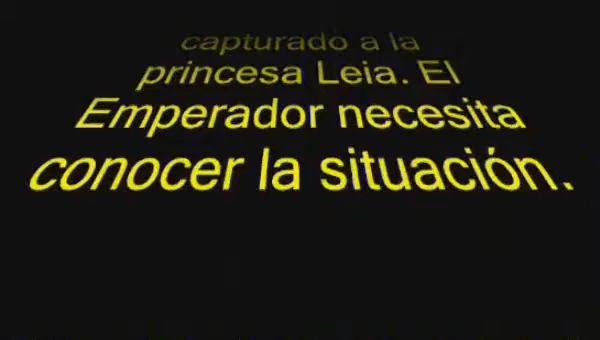 capturado a la
princesa Leia. El
Emperador necesita
conocer la situación.